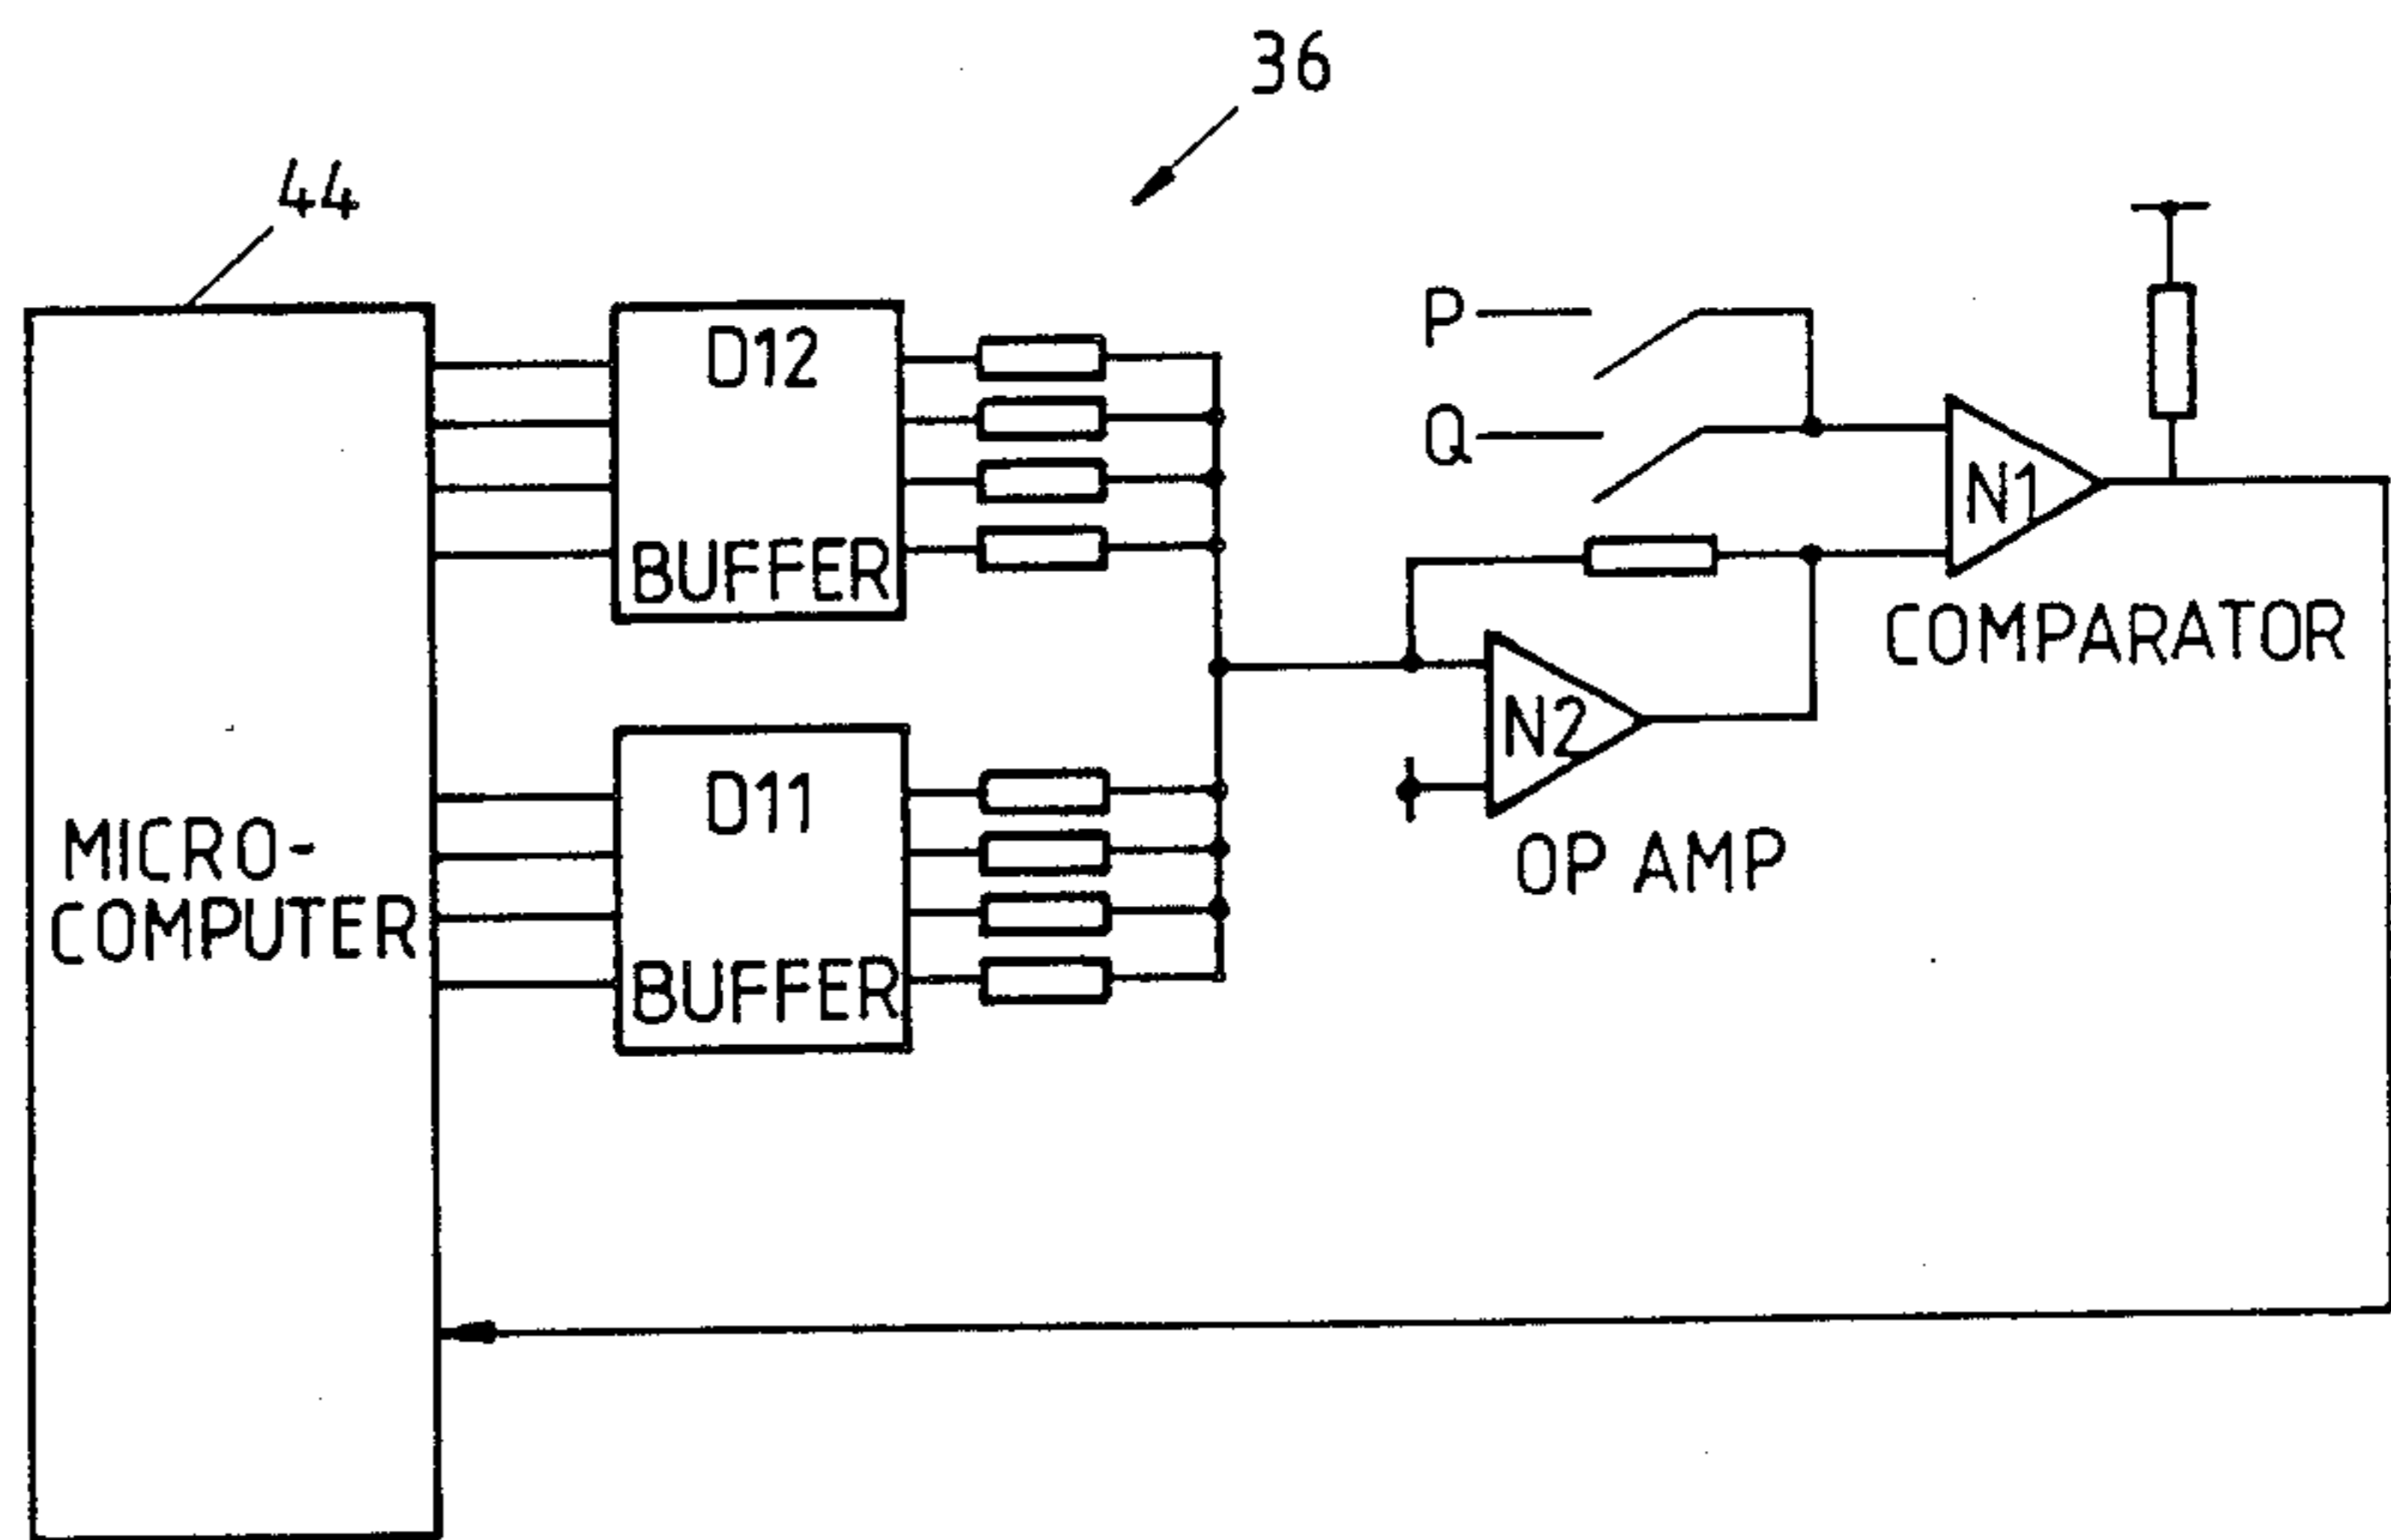 36
44
D12
BUFFER
P
Q
N1
COMPARATOR
N2
OP AMP
D11
BUFFER
MICRO-
COMPUTER